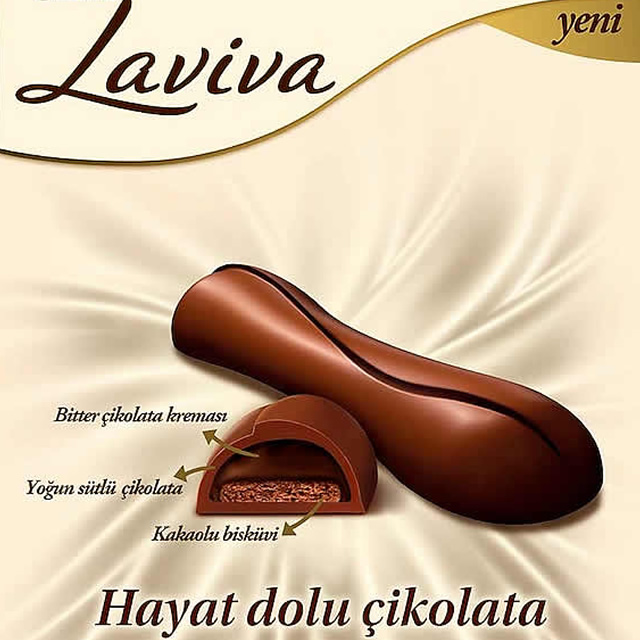 Laviva
yeni
Bitter çikolata kreması
Yoğun sütlü çikolata
Kakaolu bisküvi
Hayat dolu çikolata